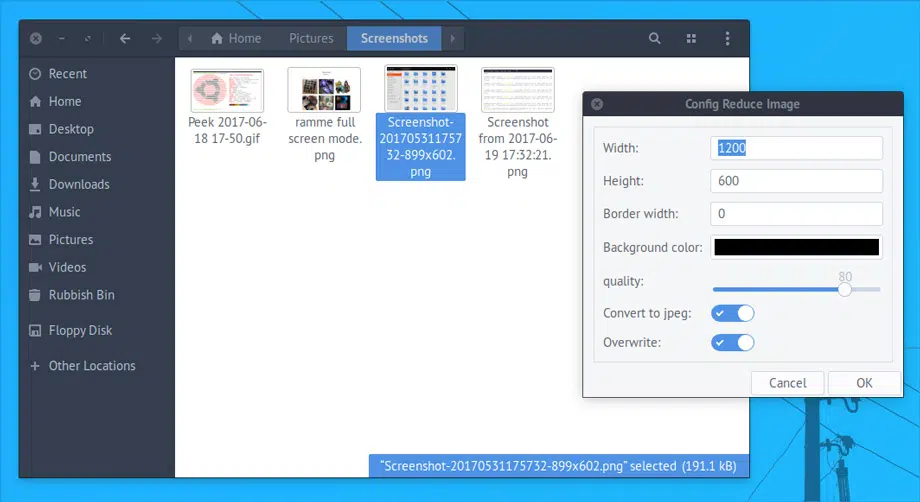 Home
Pictures
Screenshots
Recent
Home
Desktop
Documents
Downloads
Music
Pictures
Videos
Rubbish Bin
Floppy Disk
Other Locations
Peek 2017-06-
18 17-50.gif
ramme full
screen mode.
png
Screenshot-
201705311757
32-899x602.
png
Screenshot
from 2017-06-
19 17:32:21.
png
"Screenshot-20170531175732-899x602.png" selected (191.1 kB)
Config Reduce Image
Width: 1200
Height: 600
Border width: 0
Background color:
quality: 80
Convert to jpeg:
Overwrite:
Cancel OK